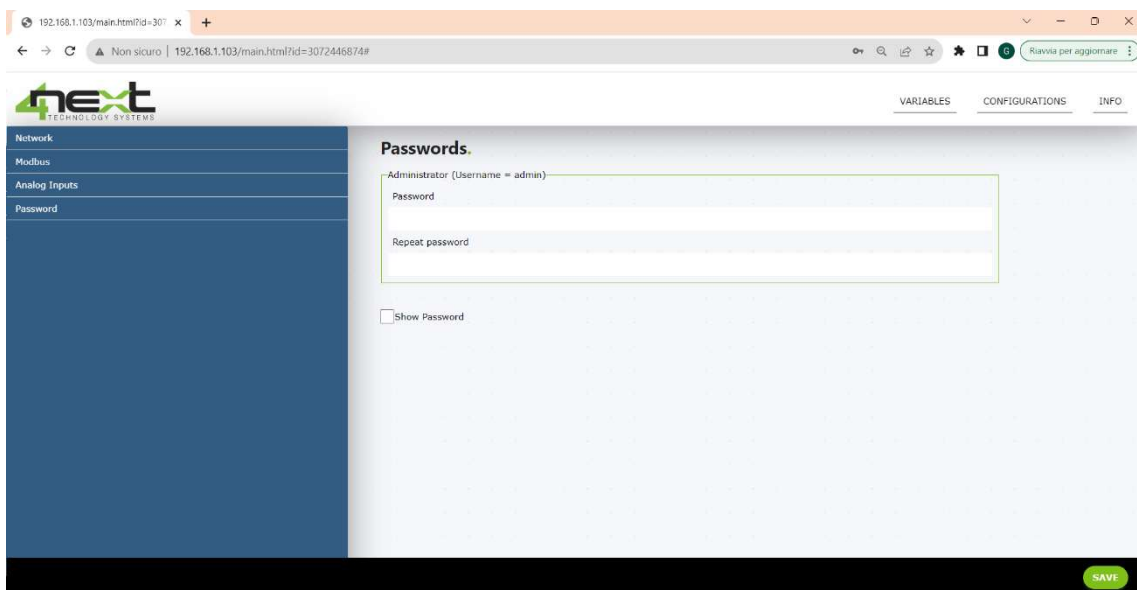 192.168.1.103/main.html?id=307
Non sicuro | 192.168.1.103/main.html?id=3072446874#
G
Riavvia per aggiornare
4next
TECHNOLOGY SYSTEMS
VARIABLES CONFIGURATIONS INFO
Network
Modbus
Analog Inputs
Password
Passwords.
Administrator (Username = admin)
Password
Repeat password
Show Password
SAVE